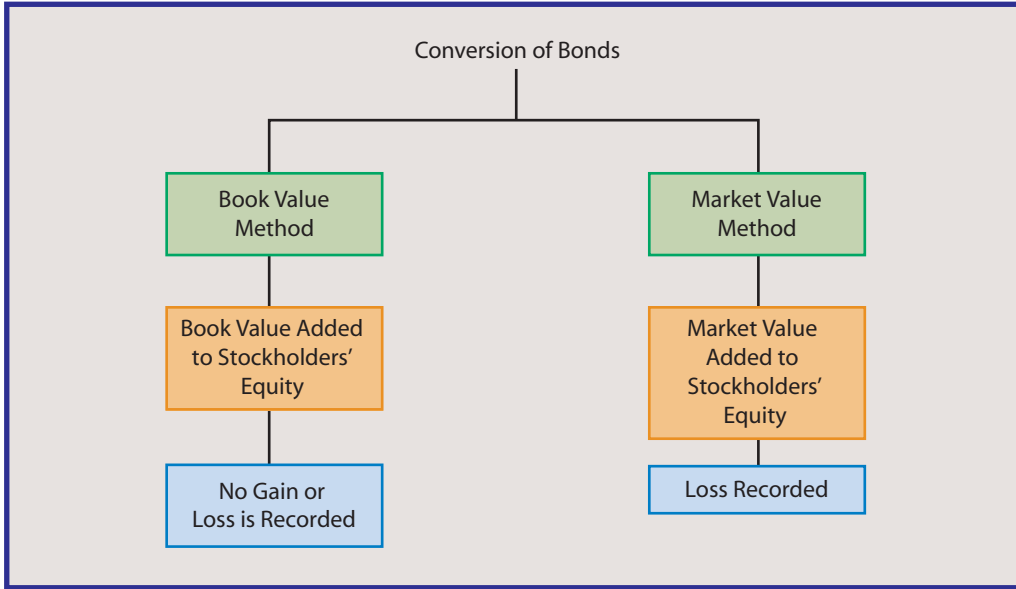 Conversion of Bonds
Book Value
Method
Market Value
Method
Book Value Added
to Stockholders’
Equity
Market Value
Added to
Stockholders’
Equity
No Gain or
Loss is Recorded
Loss Recorded